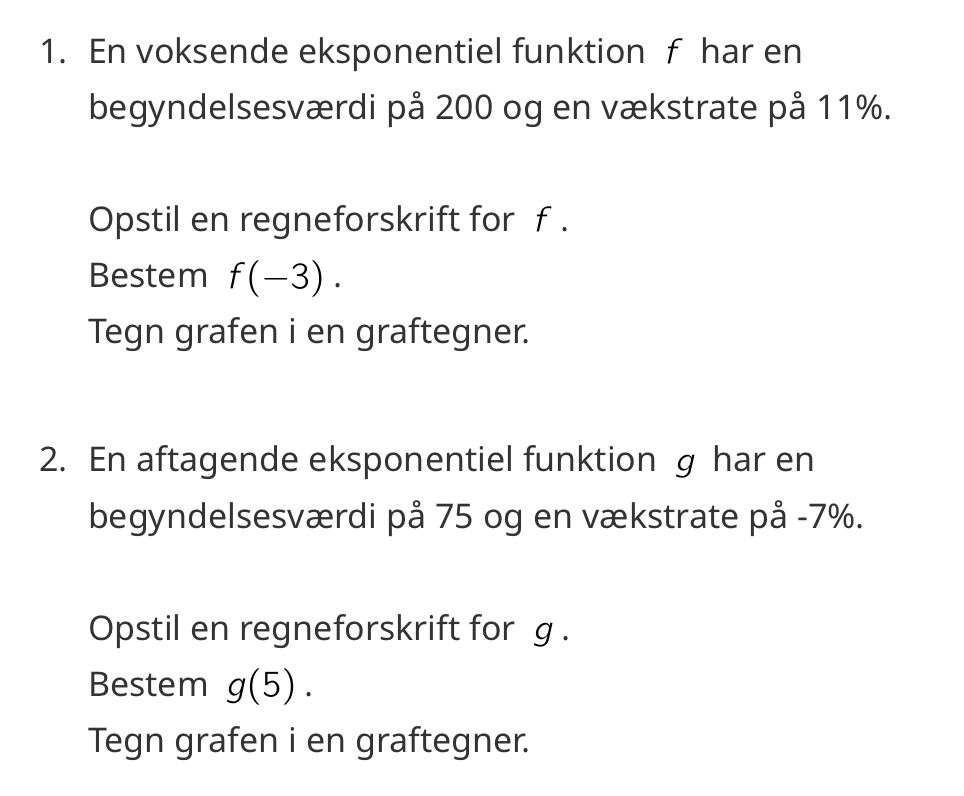 1. En voksende eksponentiel funktion f har en
begyndelsesværdi på 200 og en vækstrate på 11%.
Opstil en regneforskrift for f .
Bestem f(−3) .
Tegn grafen i en graftegner.
2. En aftagende eksponentiel funktion g har en
begyndelsesværdi på 75 og en vækstrate på -7%.
Opstil en regneforskrift for g .
Bestem g(5) .
Tegn grafen i en graftegner.